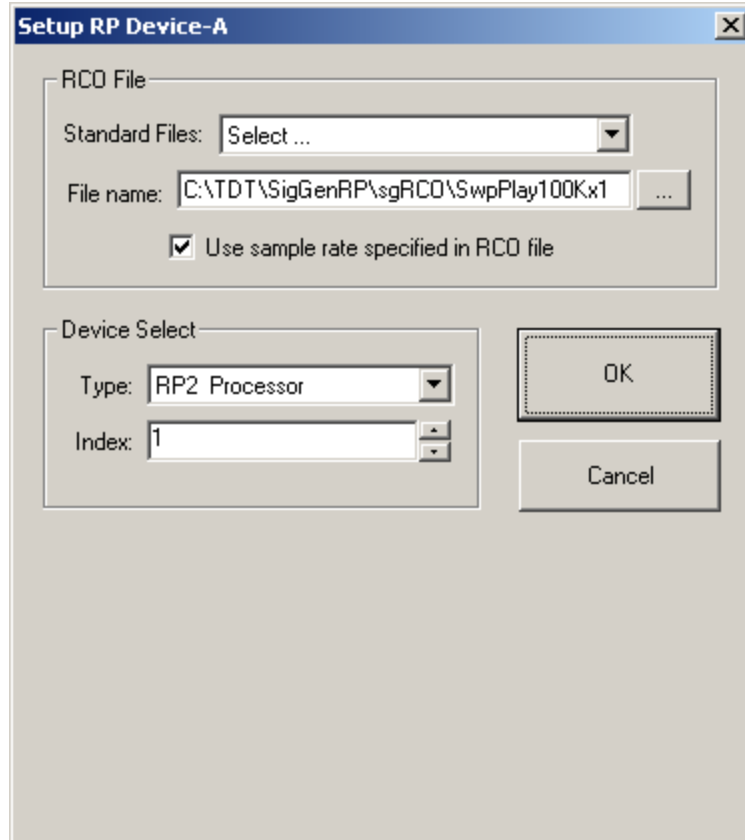 Setup RP Device-A
RCO File
Standard Files: Select ...
File name: C:\TDT\SigGenRP\sgRCO\SwpPlay100Kx1 ...
Use sample rate specified in RCO file
Device Select
Type: RP2 Processor
Index: 1
OK
Cancel